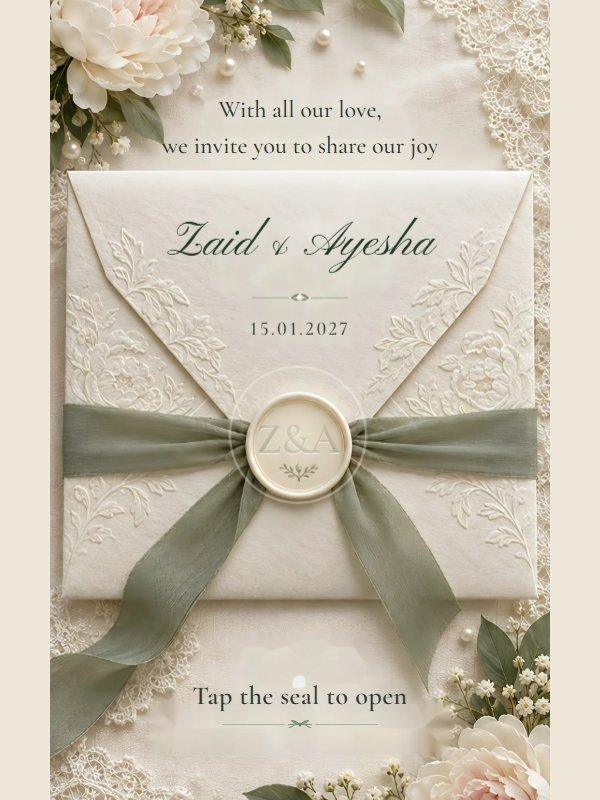 With all our love,
we invite you to share our joy
Zaid & Ayesha
15.01.2027
Z&A
Tap the seal to open